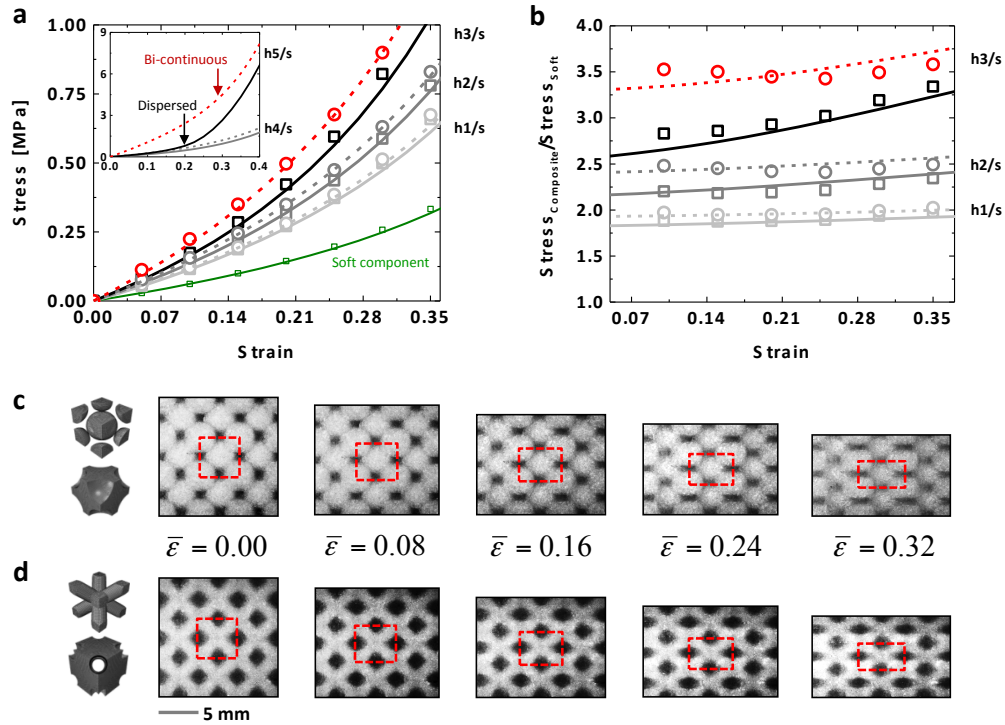 a
1.00
0.75
0.50
0.25
0.00
0.00 0.07 0.14 0.21 0.28 0.35
Stress [MPa]
Strain
9
6
3
0
0.0 0.1 0.2 0.3 0.4
Bi-continuous
h5/s
Dispersed
h4/s
h3/s
h2/s
h1/s
Soft component
b
4.0
3.5
3.0
2.5
2.0
1.5
1.0
0.07 0.14 0.21 0.28 0.35
Stress Composite/Stress Soft
Strain
h3/s
h2/s
h1/s
c
ε̅ = 0.00 ε̅ = 0.08 ε̅ = 0.16 ε̅ = 0.24 ε̅ = 0.32
d
5 mm